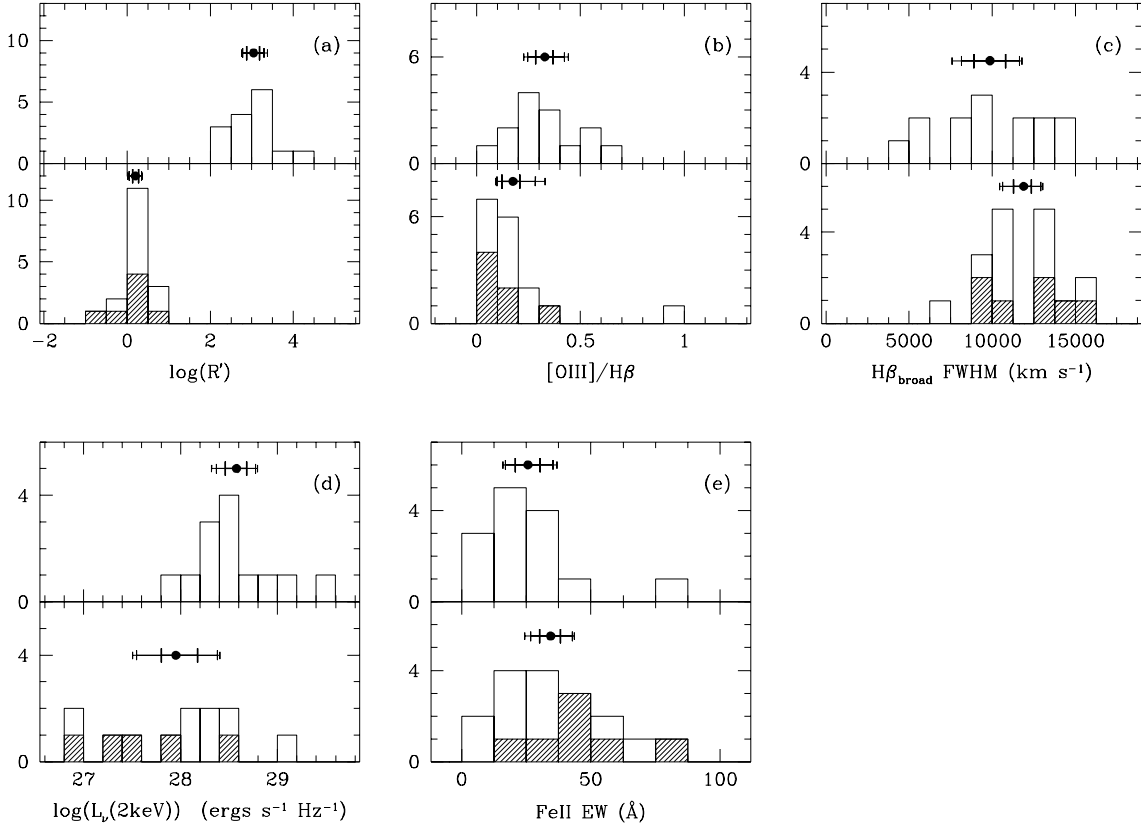 10
5
0
(a)
10
5
0
−2 0 2 4
log(R′)
6
0
(b)
6
0
0 0.5 1
[OIII]/Hβ
4
0
(c)
4
0
0 5000 10000 15000
Hβbroad FWHM (km s⁻¹)
4
0
(d)
4
0
27 28 29
log(Lν(2keV)) (ergs s⁻¹ Hz⁻¹)
4
0
(e)
4
0
0 50 100
FeII EW (Å)